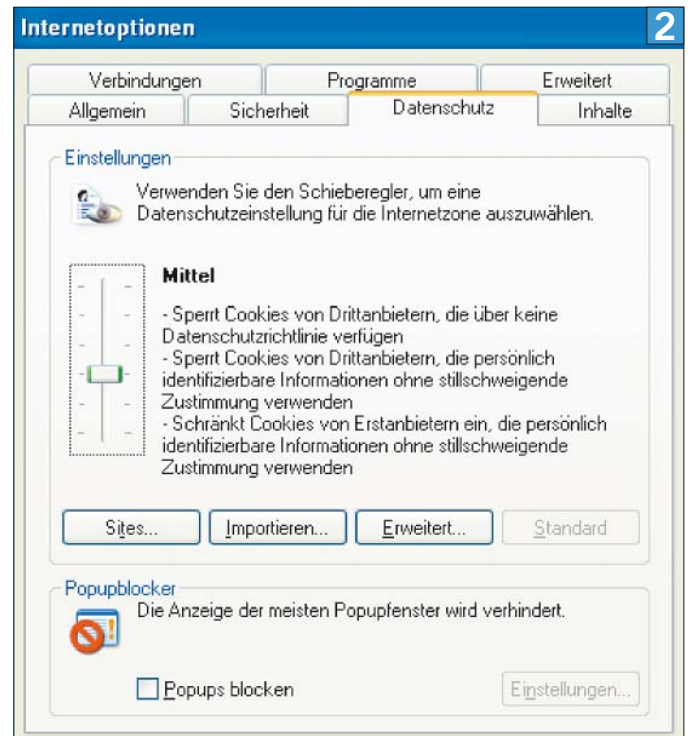 Internetoptionen
2
Verbindungen Programme Erweitert
Allgemein Sicherheit Datenschutz Inhalte
Einstellungen
Verwenden Sie den Schieberegler, um eine
Datenschutzeinstellung für die Internetzone auszuwählen.
Mittel
- Sperrt Cookies von Drittanbietern, die über keine
Datenschutzrichtlinie verfügen
- Sperrt Cookies von Drittanbietern, die persönlich
identifizierbare Informationen ohne stillschweigende
Zustimmung verwenden
- Schränkt Cookies von Erstanbietern ein, die persönlich
identifizierbare Informationen ohne stillschweigende
Zustimmung verwenden
Sites... Importieren... Erweitert... Standard
Popupblocker
Die Anzeige der meisten Popupfenster wird verhindert.
Popups blocken Einstellungen...